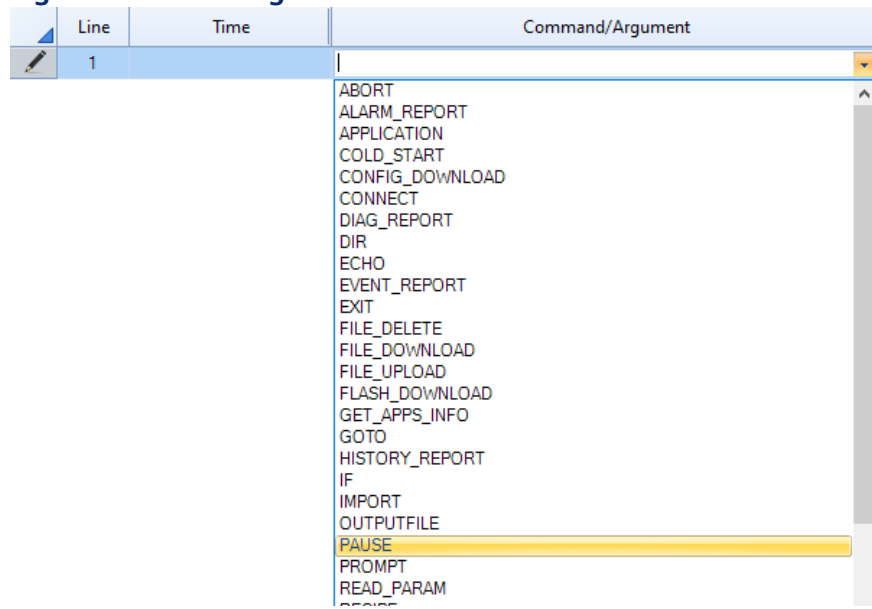 Line Time Command/Argument
1
ABORT
ALARM_REPORT
APPLICATION
COLD_START
CONFIG_DOWNLOAD
CONNECT
DIAG_REPORT
DIR
ECHO
EVENT_REPORT
EXIT
FILE_DELETE
FILE_DOWNLOAD
FILE_UPLOAD
FLASH_DOWNLOAD
GET_APPS_INFO
GOTO
HISTORY_REPORT
IF
IMPORT
OUTPUTFILE
PAUSE
PROMPT
READ_PARAM